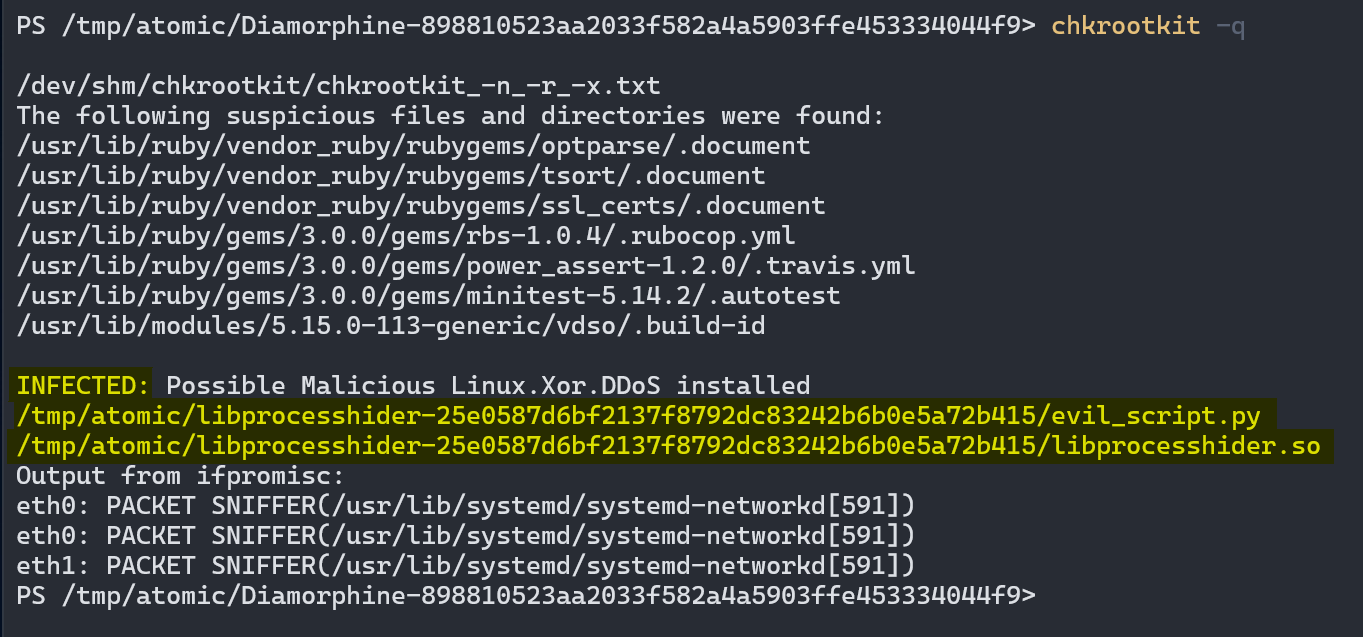 PS /tmp/atomic/Diamorphine-898810523aa2033f582a4a5903ffe453334044f9> chkrootkit -q
/dev/shm/chkrootkit/chkrootkit_-n_-r_-x.txt
The following suspicious files and directories were found:
/usr/lib/ruby/vendor_ruby/rubygems/optparse/.document
/usr/lib/ruby/vendor_ruby/rubygems/tsort/.document
/usr/lib/ruby/vendor_ruby/rubygems/ssl_certs/.document
/usr/lib/ruby/gems/3.0.0/gems/rbs-1.0.4/.rubocop.yml
/usr/lib/ruby/gems/3.0.0/gems/power_assert-1.2.0/.travis.yml
/usr/lib/ruby/gems/3.0.0/gems/minitest-5.14.2/.autotest
/usr/lib/modules/5.15.0-113-generic/vdso/.build-id
INFECTED: Possible Malicious Linux.Xor.DDoS installed
/tmp/atomic/libprocesshider-25e0587d6bf2137f8792dc83242b6b0e5a72b415/evil_script.py
/tmp/atomic/libprocesshider-25e0587d6bf2137f8792dc83242b6b0e5a72b415/libprocesshider.so
Output from ifpromisc:
eth0: PACKET SNIFFER(/usr/lib/systemd/systemd-networkd[591])
eth0: PACKET SNIFFER(/usr/lib/systemd/systemd-networkd[591])
eth1: PACKET SNIFFER(/usr/lib/systemd/systemd-networkd[591])
PS /tmp/atomic/Diamorphine-898810523aa2033f582a4a5903ffe453334044f9>